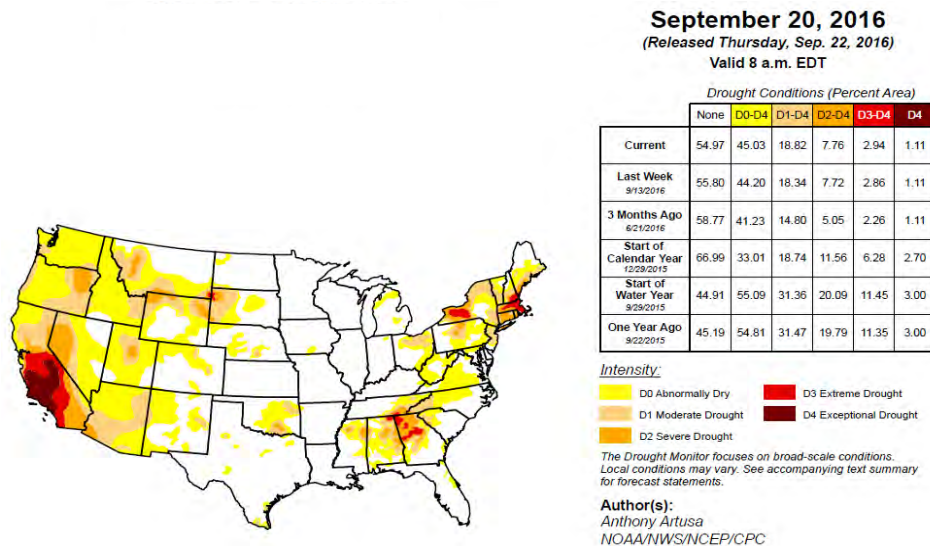 September 20, 2016
(Released Thursday, Sep. 22, 2016)
Valid 8 a.m. EDT
Drought Conditions (Percent Area)
None D0-D4 D1-D4 D2-D4 D3-D4 D4
Current 54.97 45.03 18.82 7.76 2.94 1.11
Last Week
9/13/2016 55.80 44.20 18.34 7.72 2.86 1.11
3 Months Ago
6/21/2016 58.77 41.23 14.80 5.05 2.26 1.11
Start of
Calendar Year
12/29/2015 66.99 33.01 18.74 11.56 6.28 2.70
Start of
Water Year
9/29/2015 44.91 55.09 31.36 20.09 11.45 3.00
One Year Ago
9/22/2015 45.19 54.81 31.47 19.79 11.35 3.00
Intensity:
D0 Abnormally Dry
D1 Moderate Drought
D2 Severe Drought
D3 Extreme Drought
D4 Exceptional Drought
The Drought Monitor focuses on broad-scale conditions.
Local conditions may vary. See accompanying text summary
for forecast statements.
Author(s):
Anthony Artusa
NOAA/NWS/NCEP/CPC